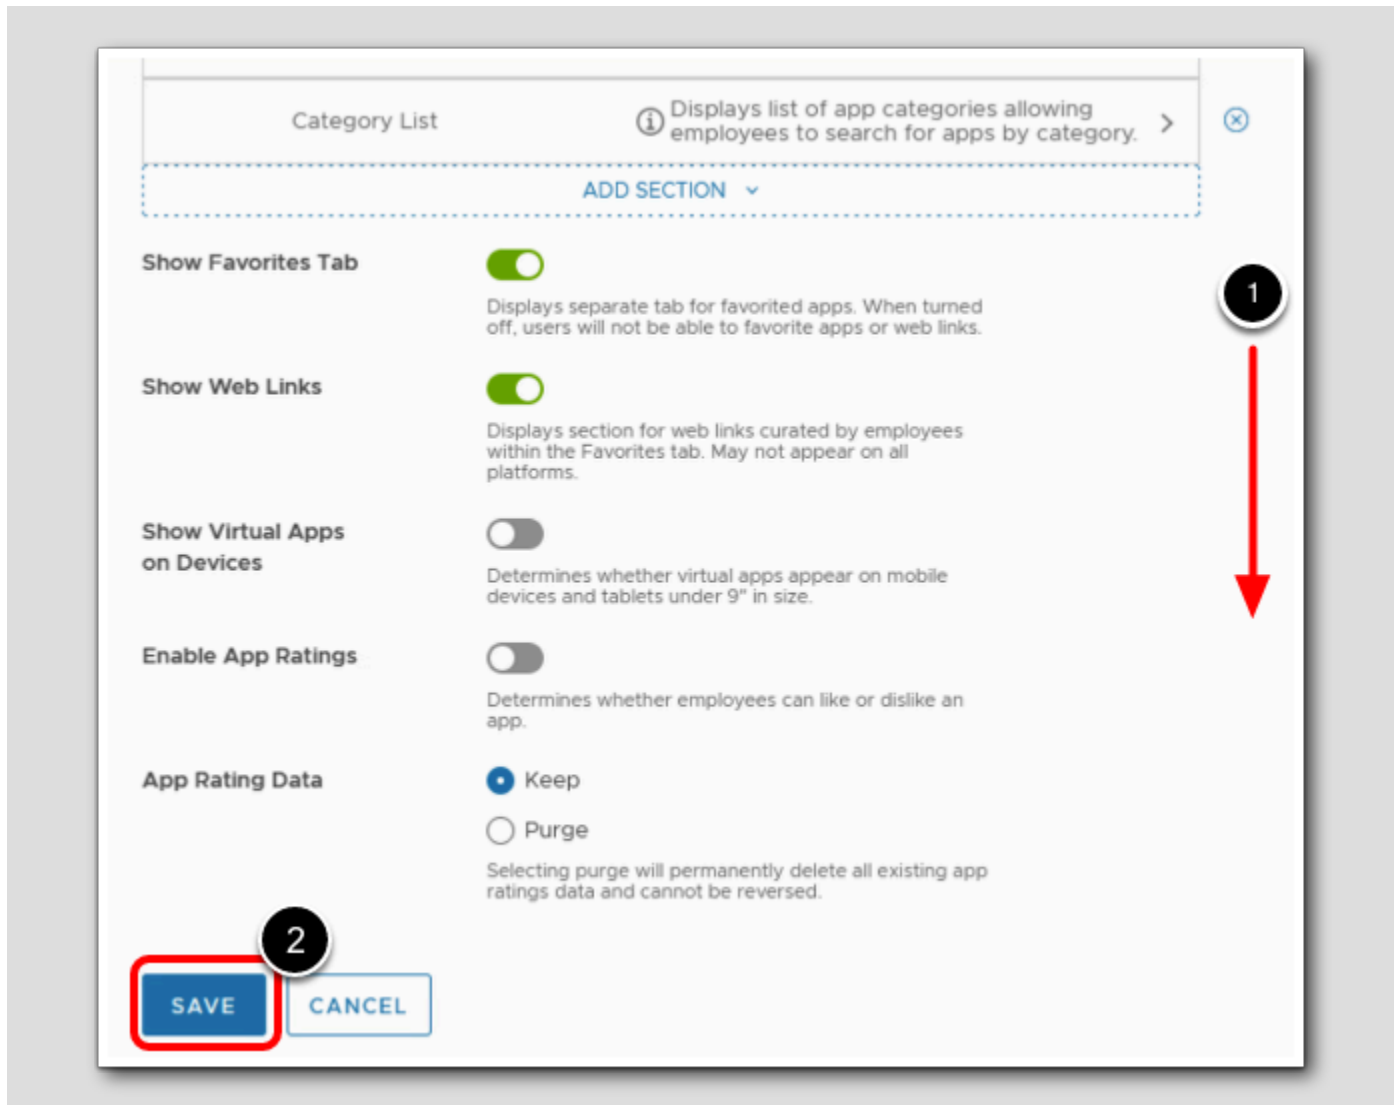 Category List
Displays list of app categories allowing
employees to search for apps by category.
ADD SECTION
Show Favorites Tab
Displays separate tab for favorited apps. When turned
off, users will not be able to favorite apps or web links.
1
Show Web Links
Displays section for web links curated by employees
within the Favorites tab. May not appear on all
platforms.
Show Virtual Apps
on Devices
Determines whether virtual apps appear on mobile
devices and tablets under 9" in size.
Enable App Ratings
Determines whether employees can like or dislike an
app.
App Rating Data
Keep
Purge
Selecting purge will permanently delete all existing app
ratings data and cannot be reversed.
2
SAVE
CANCEL